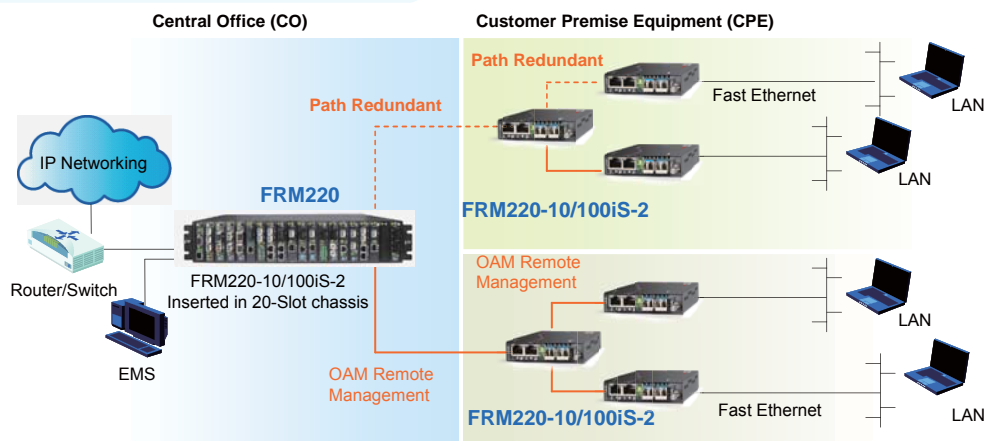 Central Office (CO)
Customer Premise Equipment (CPE)
Path Redundant
Path Redundant
Fast Ethernet
LAN
IP Networking
LAN
FRM220
FRM220-10/100iS-2
Router/Switch
FRM220-10/100iS-2
Inserted in 20-Slot chassis
EMS
OAM Remote
Management
OAM Remote
Management
LAN
FRM220-10/100iS-2
Fast Ethernet
LAN